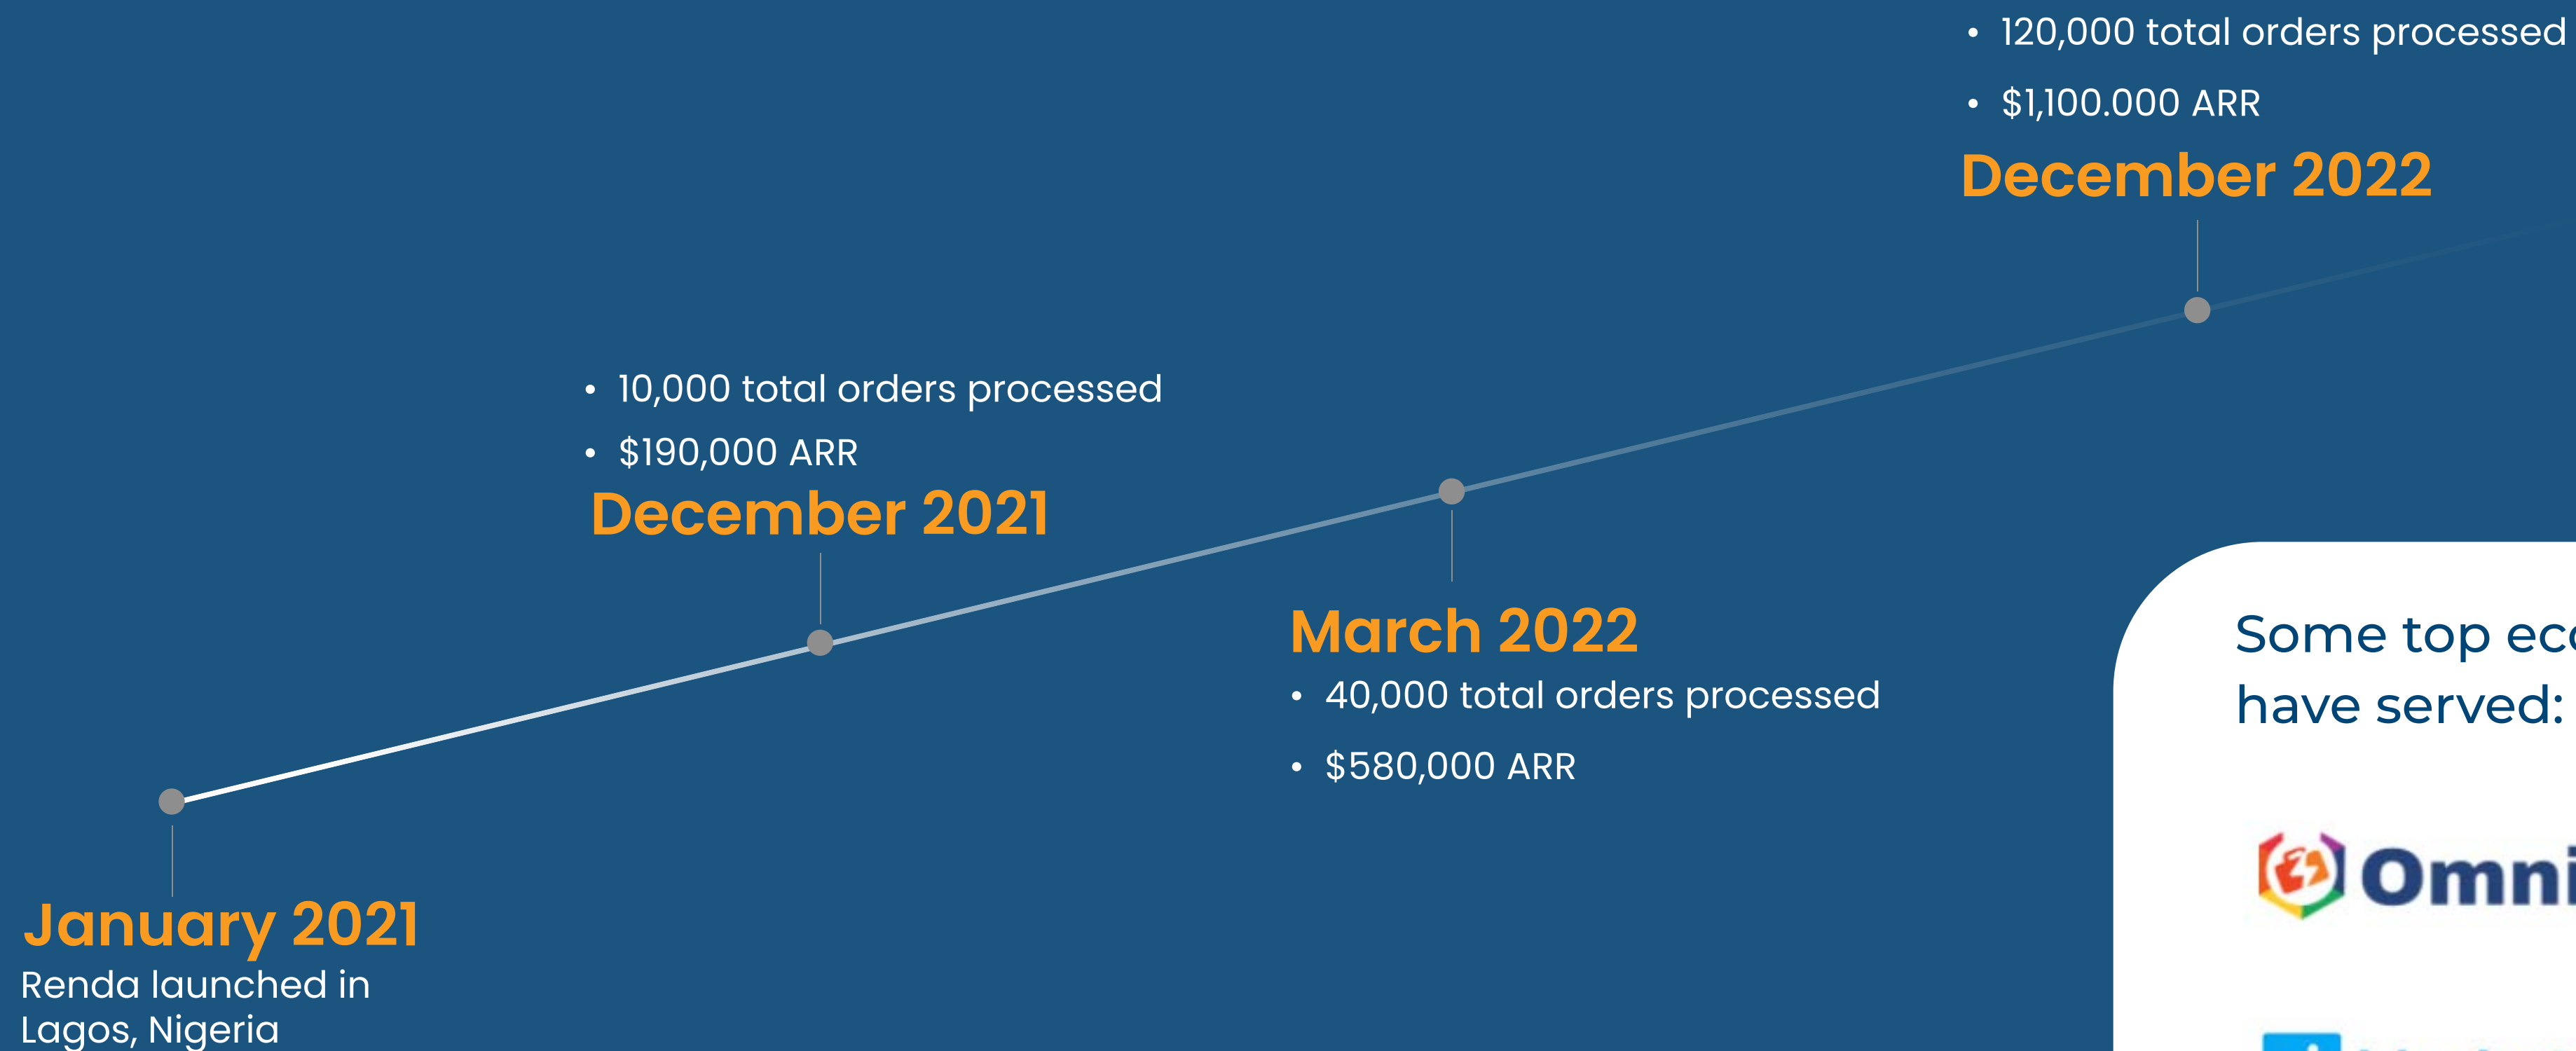 • 120,000 total orders processed
• $1,100.000 ARR
December 2022
• 10,000 total orders processed
• $190,000 ARR
December 2021
March 2022
• 40,000 total orders processed
• $580,000 ARR
January 2021
Renda launched in
Lagos, Nigeria
Some top
have served:
Omni